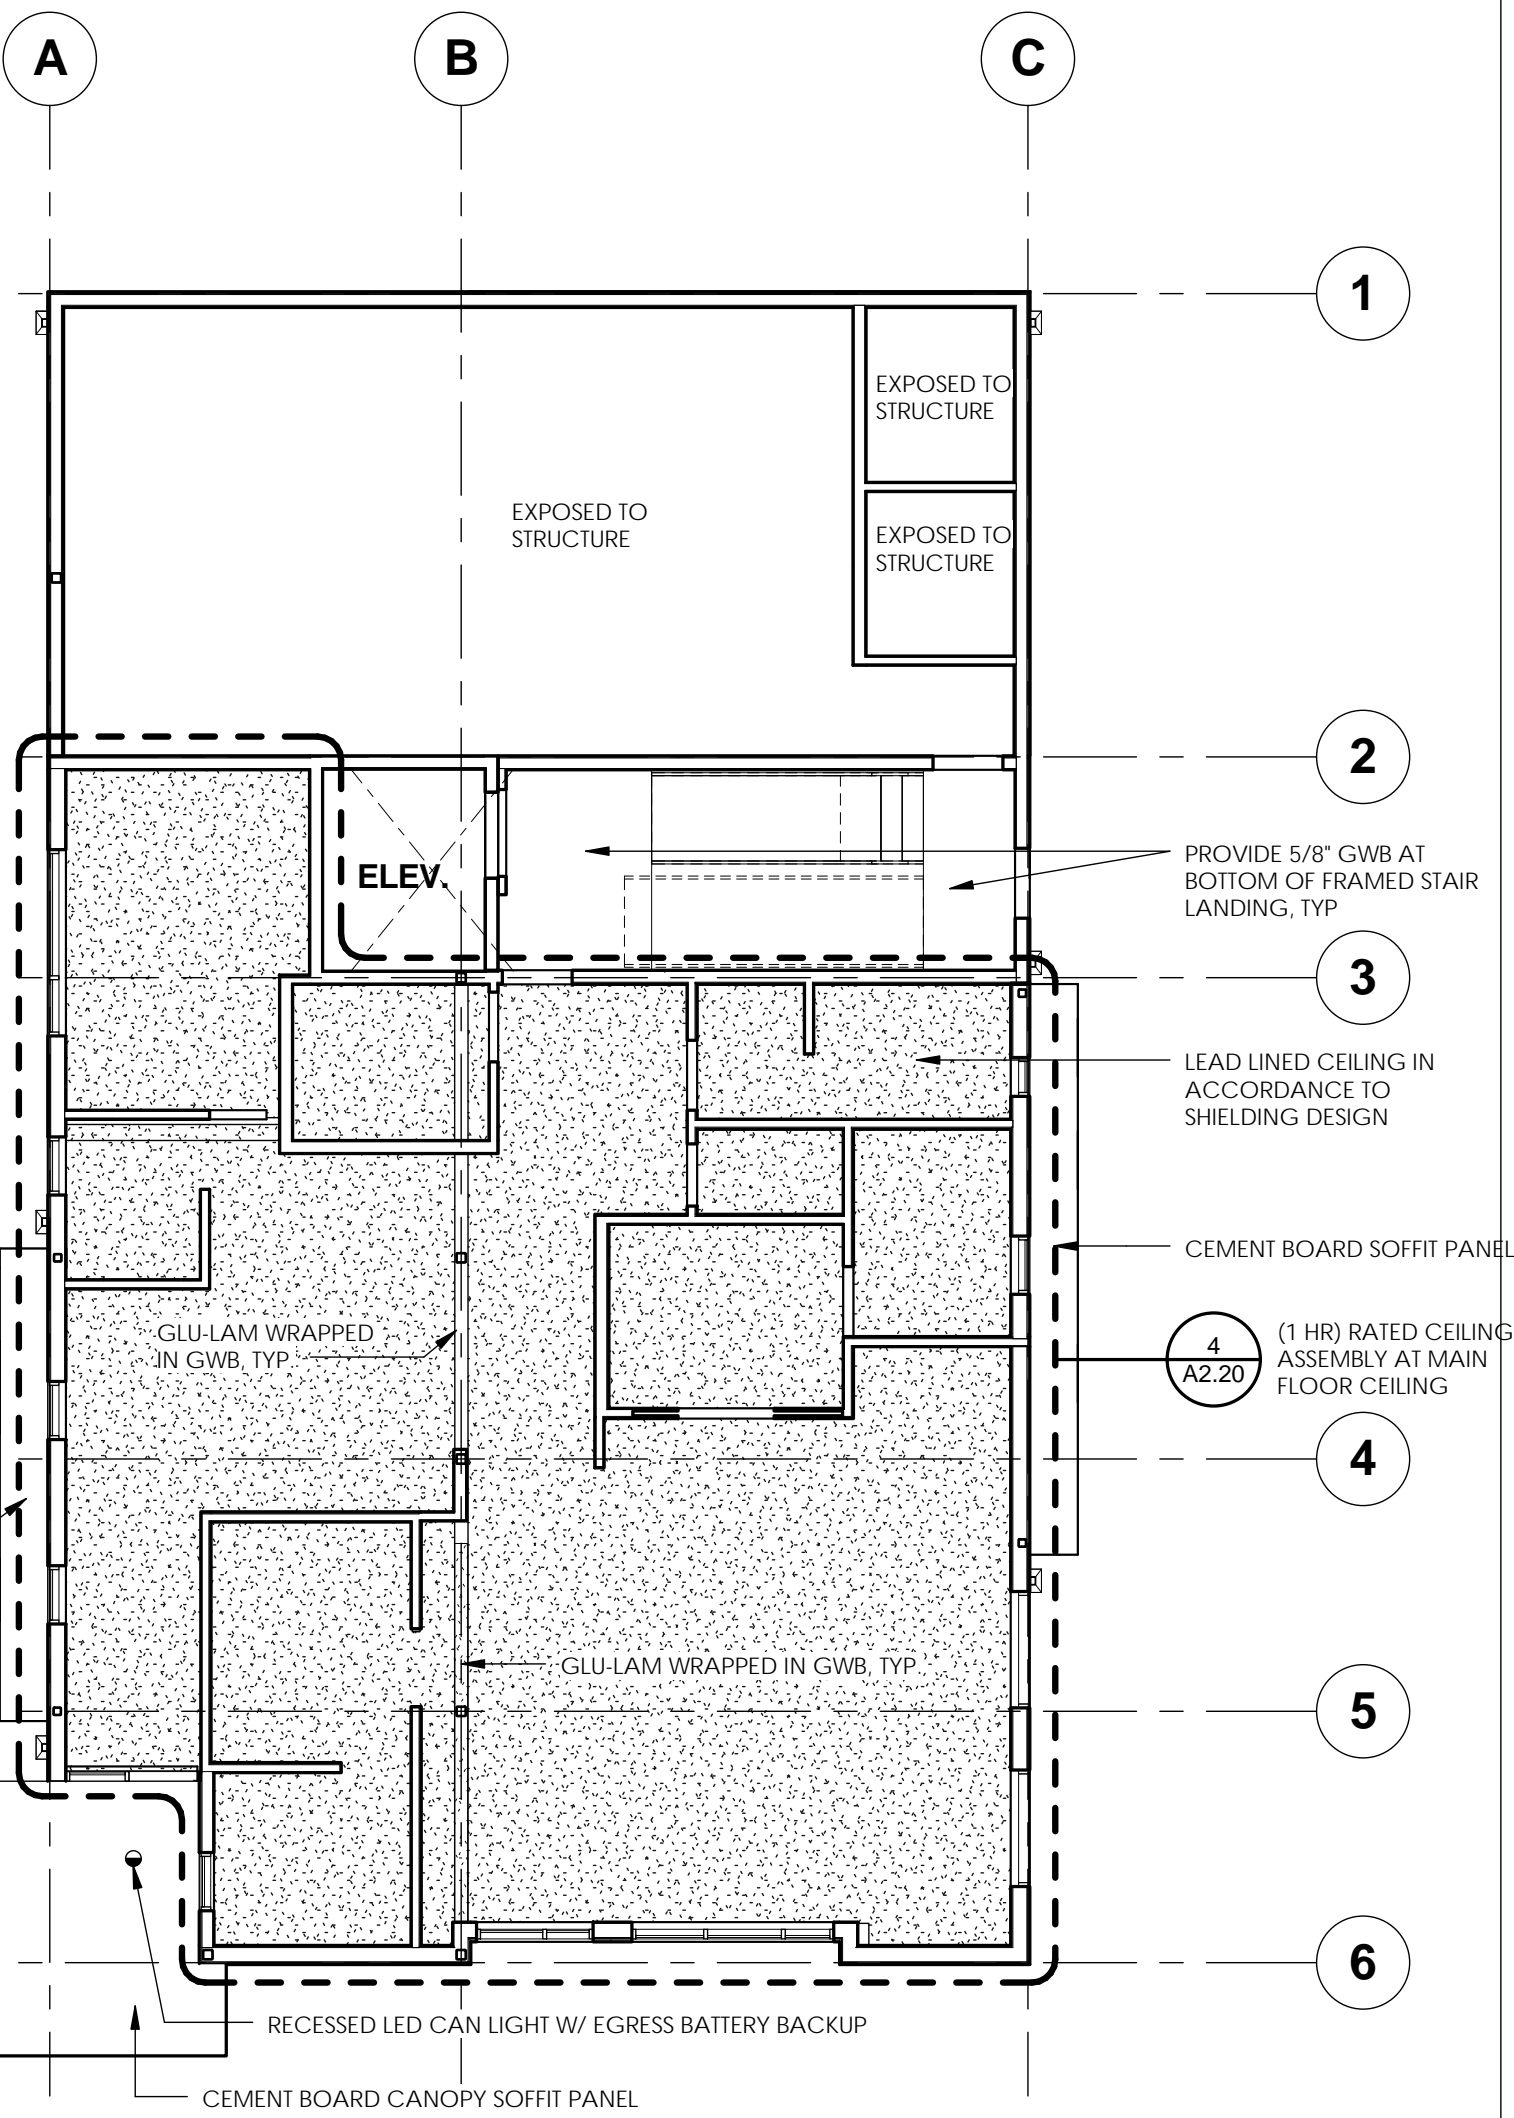 A
B
C
1
EXPOSED TO
STRUCTURE
EXPOSED TO
STRUCTURE
EXPOSED TO
STRUCTURE
2
ELEV.
PROVIDE 5/8" GWB AT
BOTTOM OF FRAMED STAIR
LANDING, TYP
3
LEAD LINED CEILING IN
ACCORDANCE TO
SHIELDING DESIGN
CEMENT BOARD SOFFIT PANEL
GLU-LAM WRAPPED
IN GWB, TYP.
4
A2.20
(1 HR) RATED CEILING
ASSEMBLY AT MAIN
FLOOR CEILING
4
GLU-LAM WRAPPED IN GWB, TYP
5
6
RECESSED LED CAN LIGHT W/ EGRESS BATTERY BACKUP
CEMENT BOARD CANOPY SOFFIT PANEL